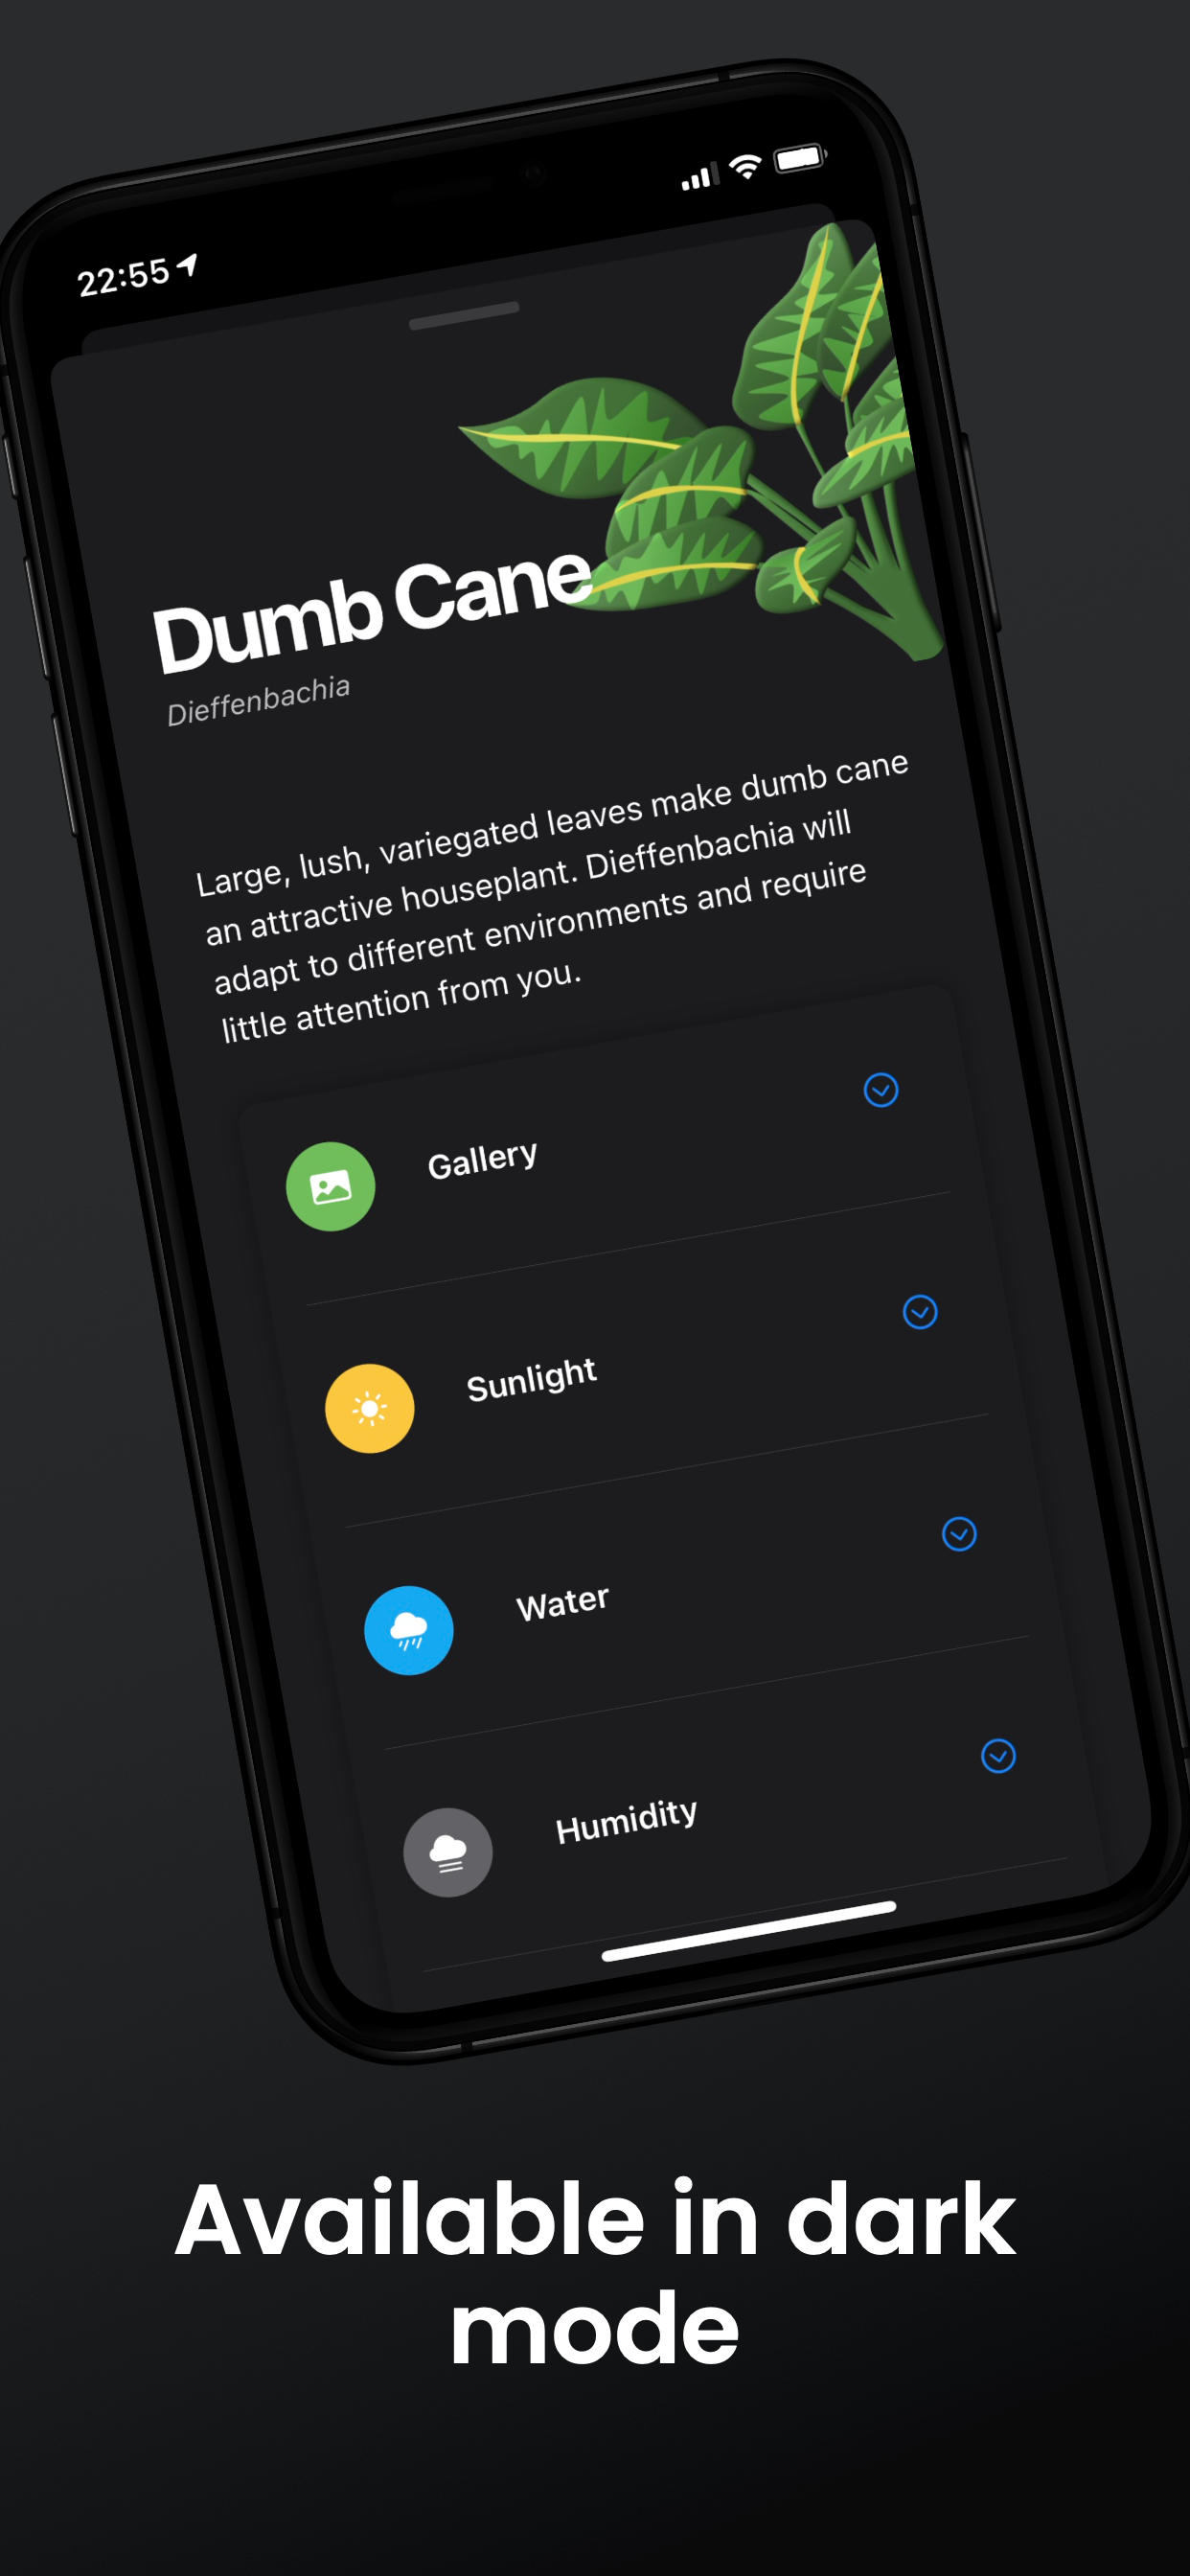 22:55
Dumb Cane
Dieffenbachia
Large, lush, variegated leaves make dumb cane
an attractive houseplant. Dieffenbachia will
adapt to different environments and require
little attention from you.
Gallery
Sunlight
Water
Humidity
Available in dark
mode